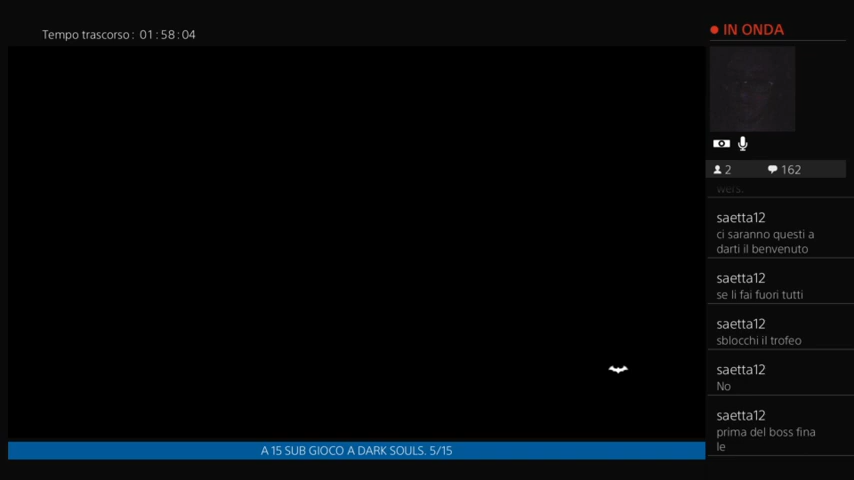 Tempo trascorso: 01:58:04
IN ONDA
2
162
wers.
saetta12
ci saranno questi a
darti il benvenuto
saetta12
se li fai fuori tutti
saetta12
sblocchi il trofeo
saetta12
No
saetta12
prima del boss fina
le
A 15 SUB GIOCO A DARK SOULS. 5/15